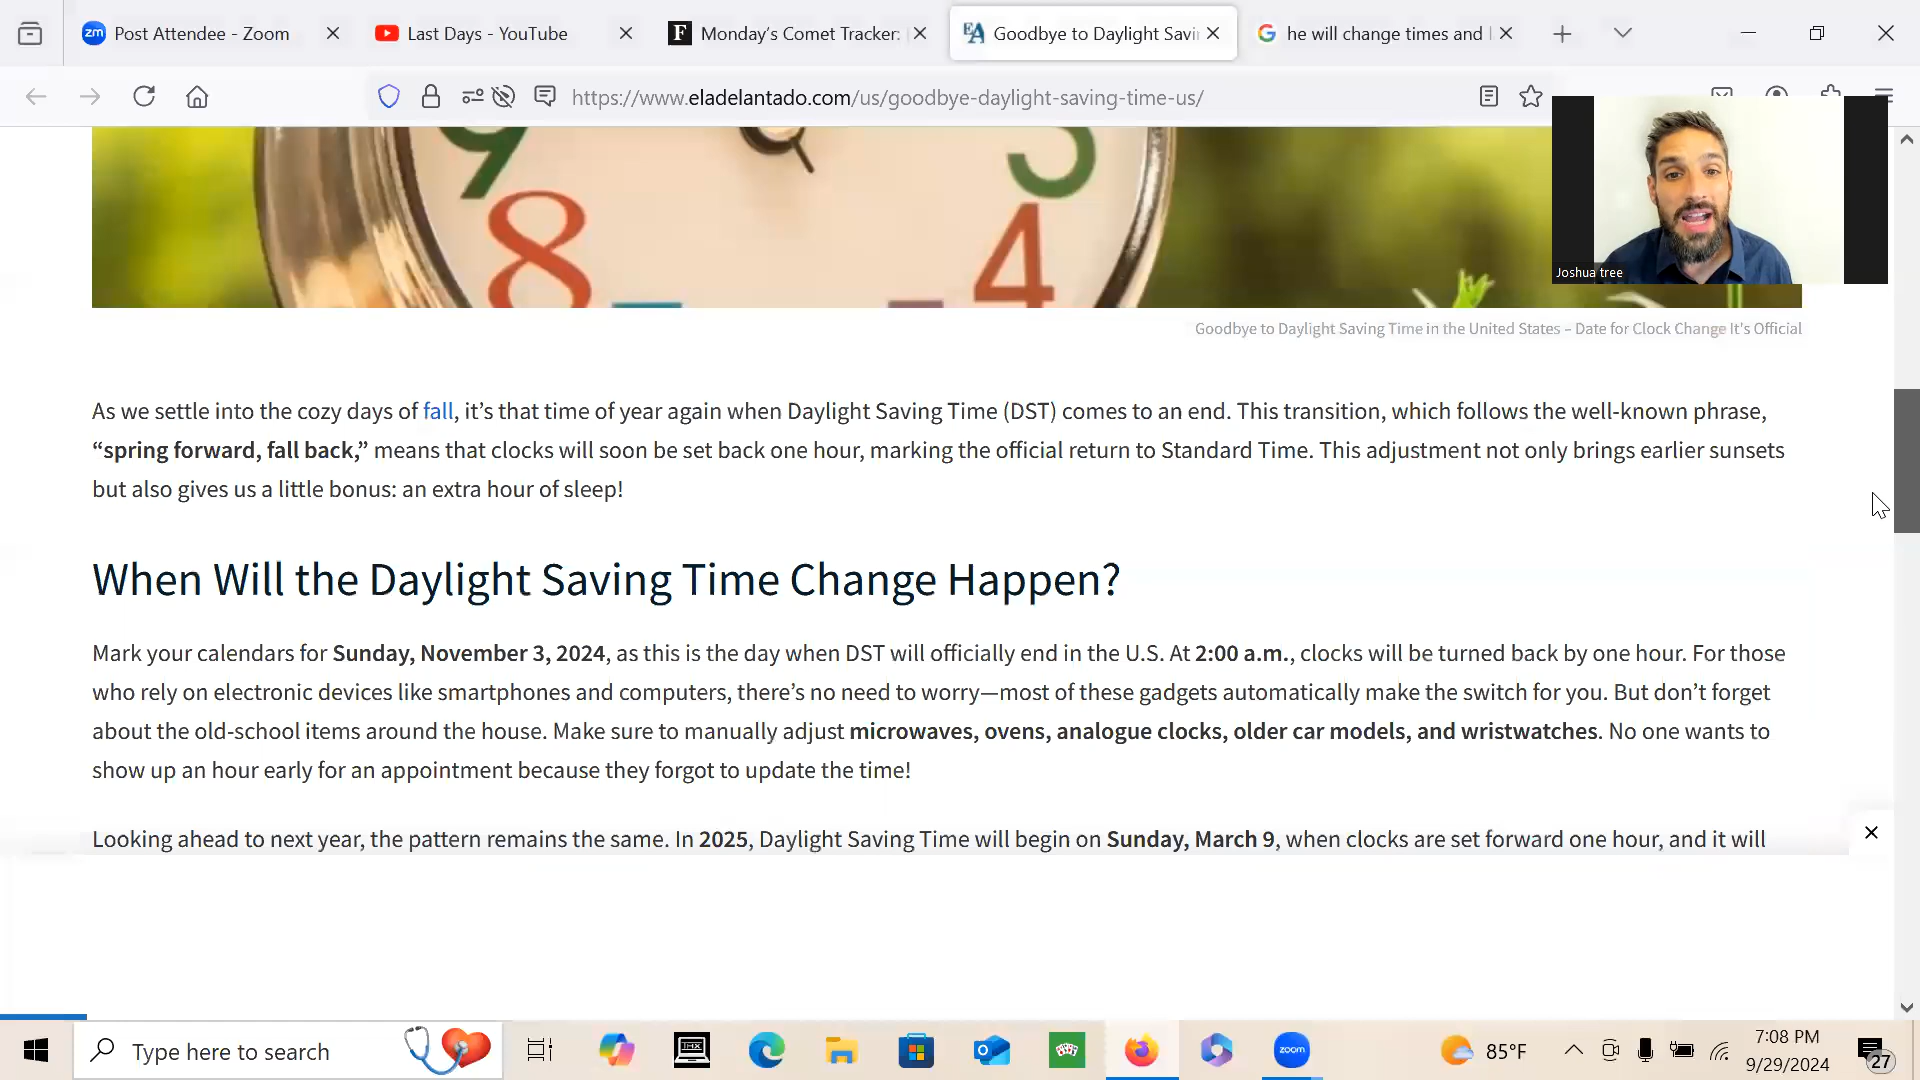 Post Attendee - Zoom
Last Days - YouTube
Monday's Comet Tracker:
Goodbye to Daylight Savi
he will change times and
https://www.eladelantado.com/us/goodbye-daylight-saving-time-us/
9
3
8
4
Joshua tree
Goodbye to Daylight Saving Time in the United States – Date for Clock Change It's Official
As we settle into the cozy days of fall, it's that time of year again when Daylight Saving Time (DST) comes to an end. This transition, which follows the well-known phrase,
“spring forward, fall back,” means that clocks will soon be set back one hour, marking the official return to Standard Time. This adjustment not only brings earlier sunsets
but also gives us a little bonus: an extra hour of sleep!
When Will the Daylight Saving Time Change Happen?
Mark your calendars for Sunday, November 3, 2024, as this is the day when DST will officially end in the U.S. At 2:00 a.m., clocks will be turned back by one hour. For those
who rely on electronic devices like smartphones and computers, there's no need to worry—most of these gadgets automatically make the switch for you. But don't forget
about the old-school items around the house. Make sure to manually adjust microwaves, ovens, analogue clocks, older car models, and wristwatches. No one wants to
show up an hour early for an appointment because they forgot to update the time!
Looking ahead to next year, the pattern remains the same. In 2025, Daylight Saving Time will begin on Sunday, March 9, when clocks are set forward one hour, and it will
Type here to search
zoom
85°F
7:08 PM
9/29/2024
27